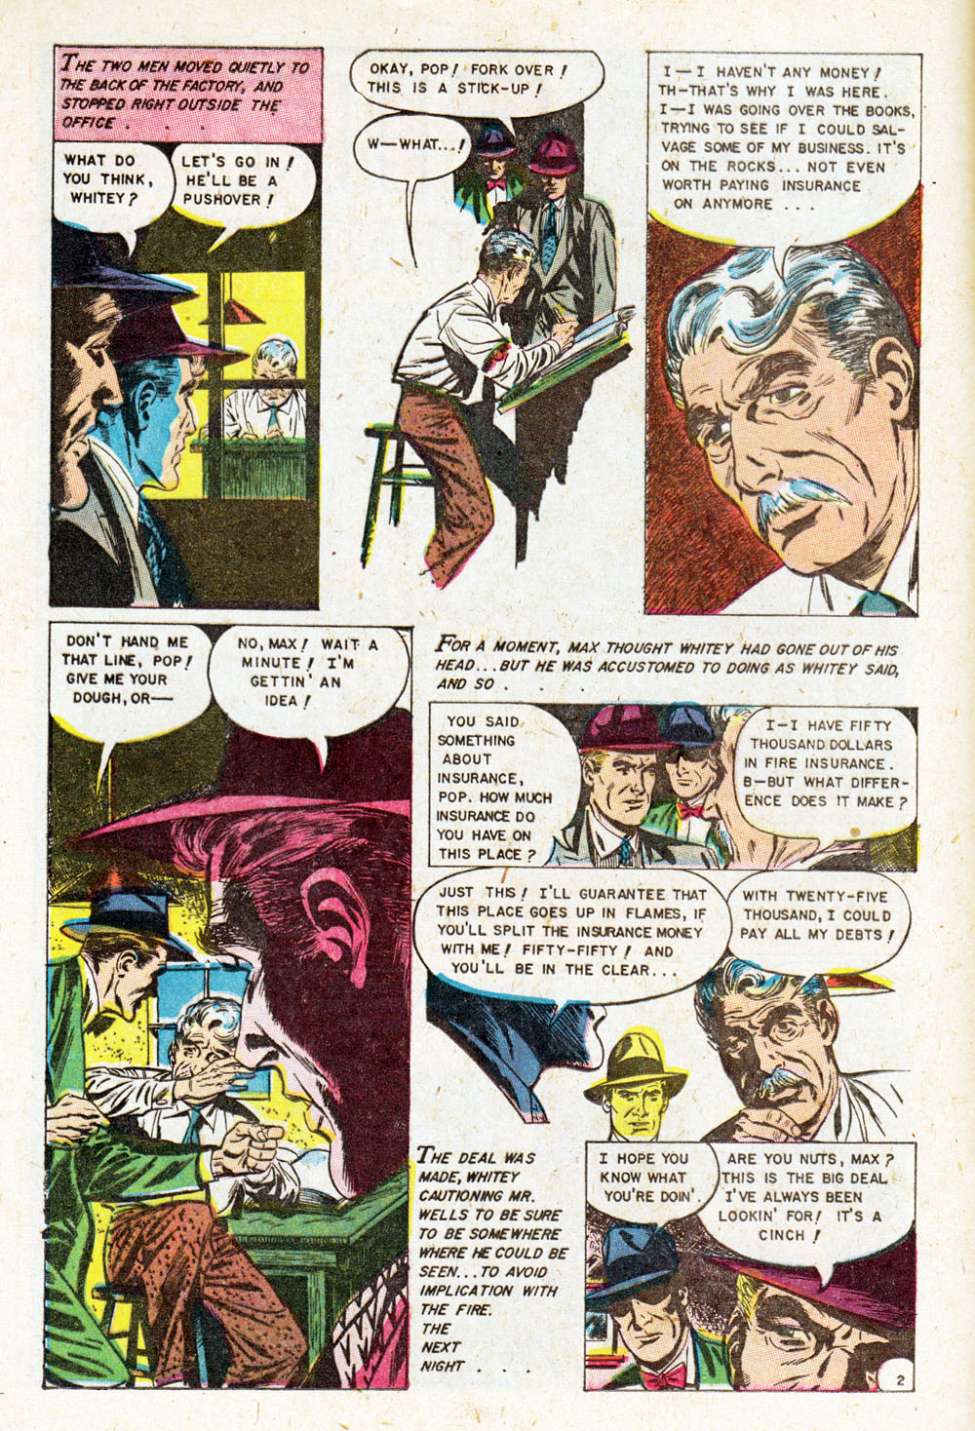 THE TWO MEN MOVED QUIETLY TO
THE BACK OF THE FACTORY, AND
STOPPED RIGHT OUTSIDE THE
OFFICE . . . .
WHAT DO
YOU THINK,
WHITEY?
LET'S GO IN!
HE'LL BE A
PUSHOVER!
OKAY, POP! FORK OVER!
THIS IS A STICK-UP!
W—WHAT...!
I—I HAVEN'T ANY MONEY!
TH-THAT'S WHY I WAS HERE.
I—I WAS GOING OVER THE BOOKS,
TRYING TO SEE IF I COULD SAL-
VAGE SOME OF MY BUSINESS. IT'S
ON THE ROCKS... NOT EVEN
WORTH PAYING INSURANCE
ON ANYMORE ...
DON'T HAND ME
THAT LINE, POP!
GIVE ME YOUR
DOUGH, OR—
NO, MAX! WAIT A
MINUTE! I'M
GETTIN' AN
IDEA!
FOR A MOMENT, MAX THOUGHT WHITEY HAD GONE OUT OF HIS
HEAD...BUT HE WAS ACCUSTOMED TO DOING AS WHITEY SAID,
AND SO . . . .
YOU SAID
SOMETHING
ABOUT
INSURANCE,
POP. HOW MUCH
INSURANCE DO
YOU HAVE ON
THIS PLACE?
I—I HAVE FIFTY
THOUSAND DOLLARS
IN FIRE INSURANCE.
B—BUT WHAT DIFFER-
ENCE DOES IT MAKE?
JUST THIS! I'LL GUARANTEE THAT
THIS PLACE GOES UP IN FLAMES, IF
YOU'LL SPLIT THE INSURANCE MONEY
WITH ME! FIFTY-FIFTY! AND
YOU'LL BE IN THE CLEAR...
WITH TWENTY-FIVE
THOUSAND, I COULD
PAY ALL MY DEBTS!
THE DEAL WAS
MADE, WHITEY
CAUTIONING MR.
WELLS TO BE SURE
TO BE SOMEWHERE
WHERE HE COULD BE
SEEN...TO AVOID
IMPLICATION WITH
THE FIRE.
THE
NEXT
NIGHT . . .
I HOPE YOU
KNOW WHAT
YOU'RE DOIN'.
ARE YOU NUTS, MAX?
THIS IS THE BIG DEAL
I'VE ALWAYS BEEN
LOOKIN' FOR! IT'S A
CINCH!
2